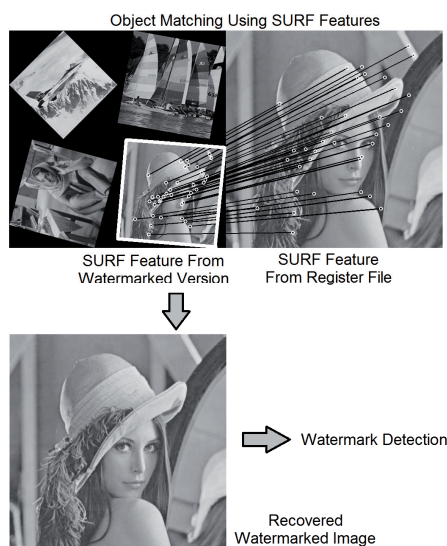 Object Matching Using SURF Features
SURF Feature From
Watermarked Version
SURF Feature
From Register File
Watermark Detection
Recovered
Watermarked Image